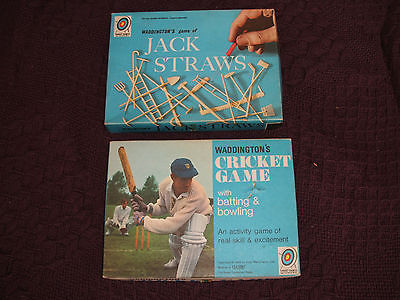 WADDINGTON'S game of
JACK
STRAWS
JACK STRAWS
WADDINGTON'S
CRICKET
GAME
with
batting &
bowling
An activity game of
real skill & excitement